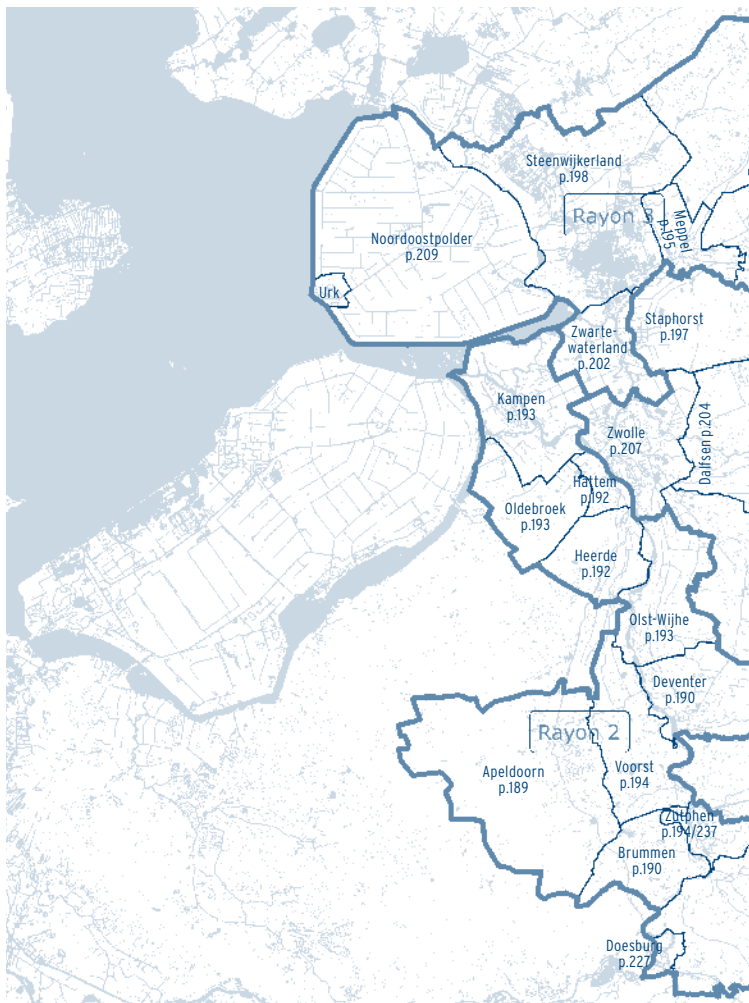 Steenwijkerland
p.198
Rayon 3
Meppel
p.195
Noordoostpolder
p.209
Urk
Staphorst
p.197
Zwarte-
waterland
p.202
Kampen
p.193
Zwolle
p.207
Dalfsen p.204
Hattem
p.192
Oldebroek
p.193
Heerde
p.192
Olst-Wijhe
p.193
Deventer
p.190
Rayon 2
Apeldoorn
p.189
Voorst
p.194
Zutphen
p.194/237
Brummen
p.190
Doesburg
p.227